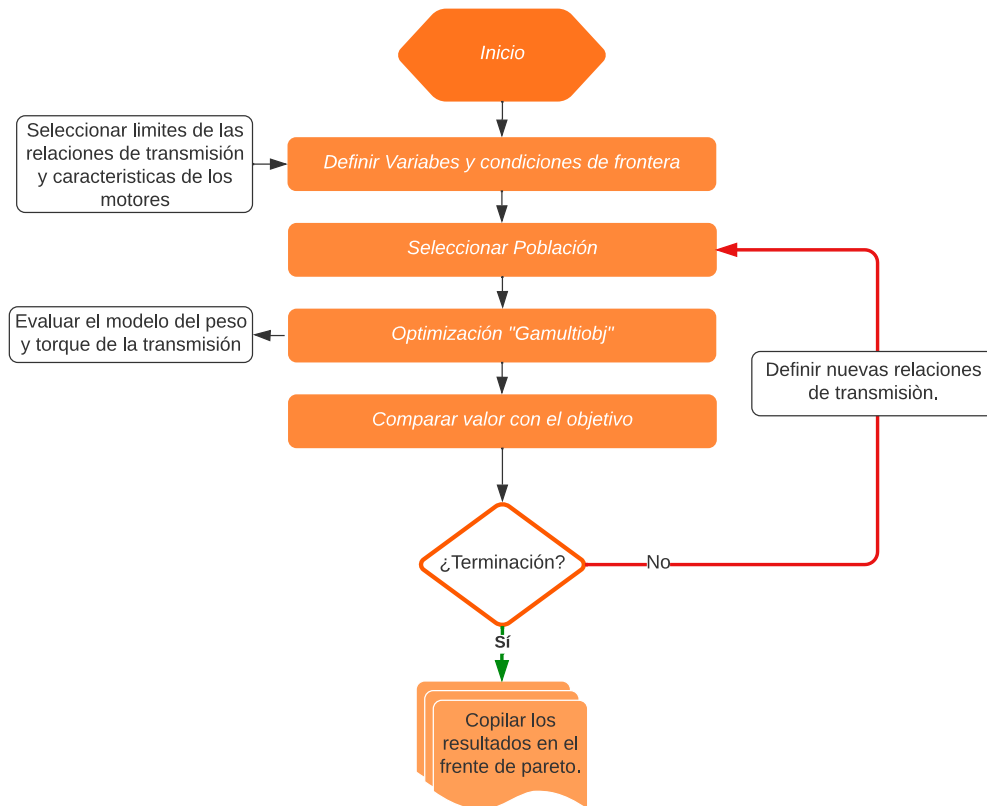 Inicio
Seleccionar limites de las
relaciones de transmisión
y caracteristicas de los
motores
Definir Variabes y condiciones de frontera
Seleccionar Población
Evaluar el modelo del peso
y torque de la transmisión
Optimización "Gamultiobj"
Definir nuevas relaciones
de transmisiòn.
Comparar valor con el objetivo
¿Terminación?
No
Sí
Copilar los
resultados en el
frente de pareto.